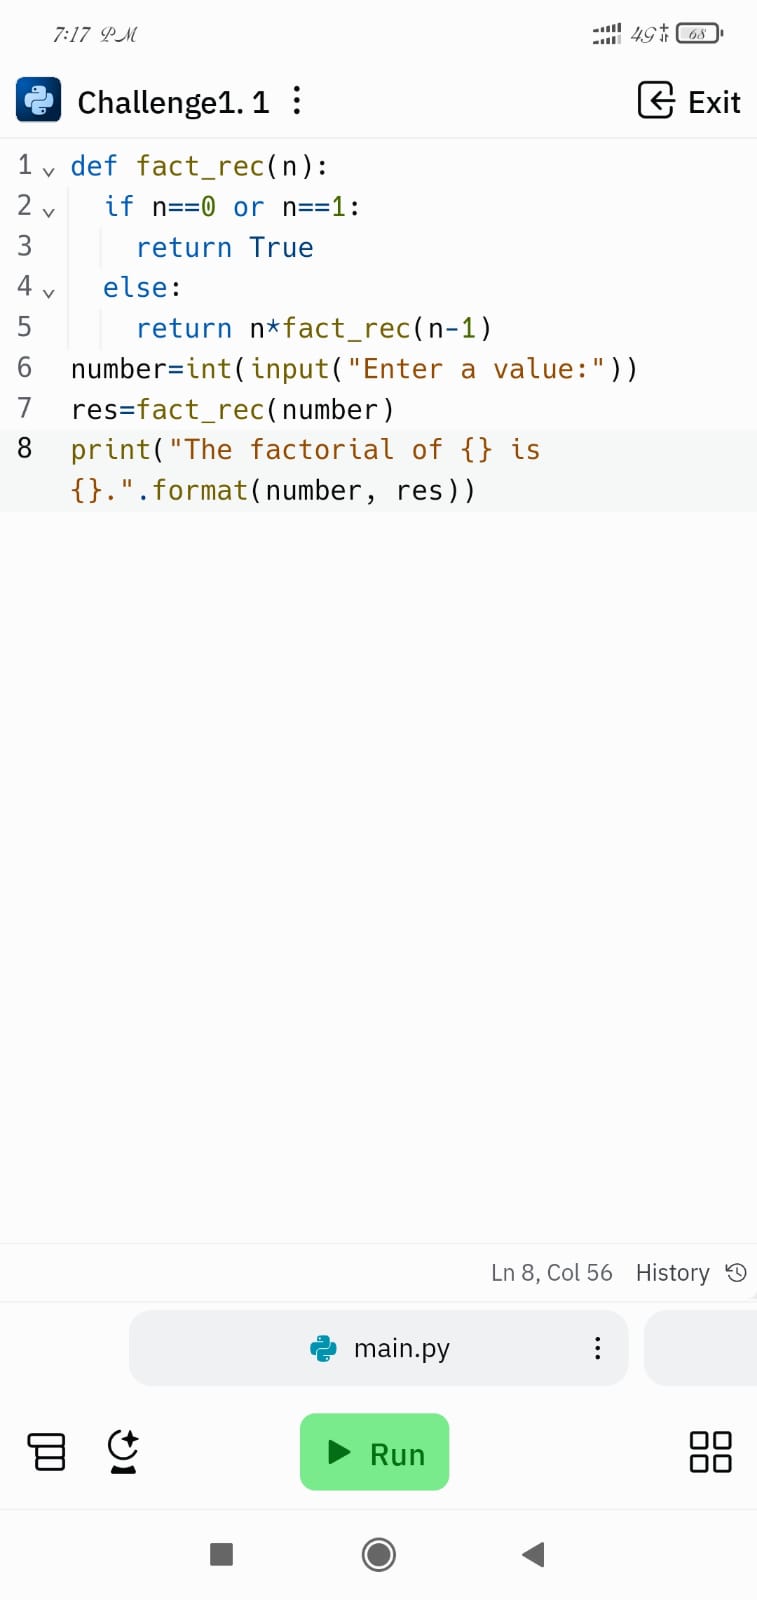 7:17 PM 4G 68
Challenge1. 1 Exit
1 def fact_rec(n):
2 if n==0 or n==1:
3 return True
4 else:
5 return n*fact_rec(n-1)
6 number=int(input("Enter a value:"))
7 res=fact_rec(number)
8 print("The factorial of {} is
{}.".format(number, res))
Ln 8, Col 56 History
main.py
Run